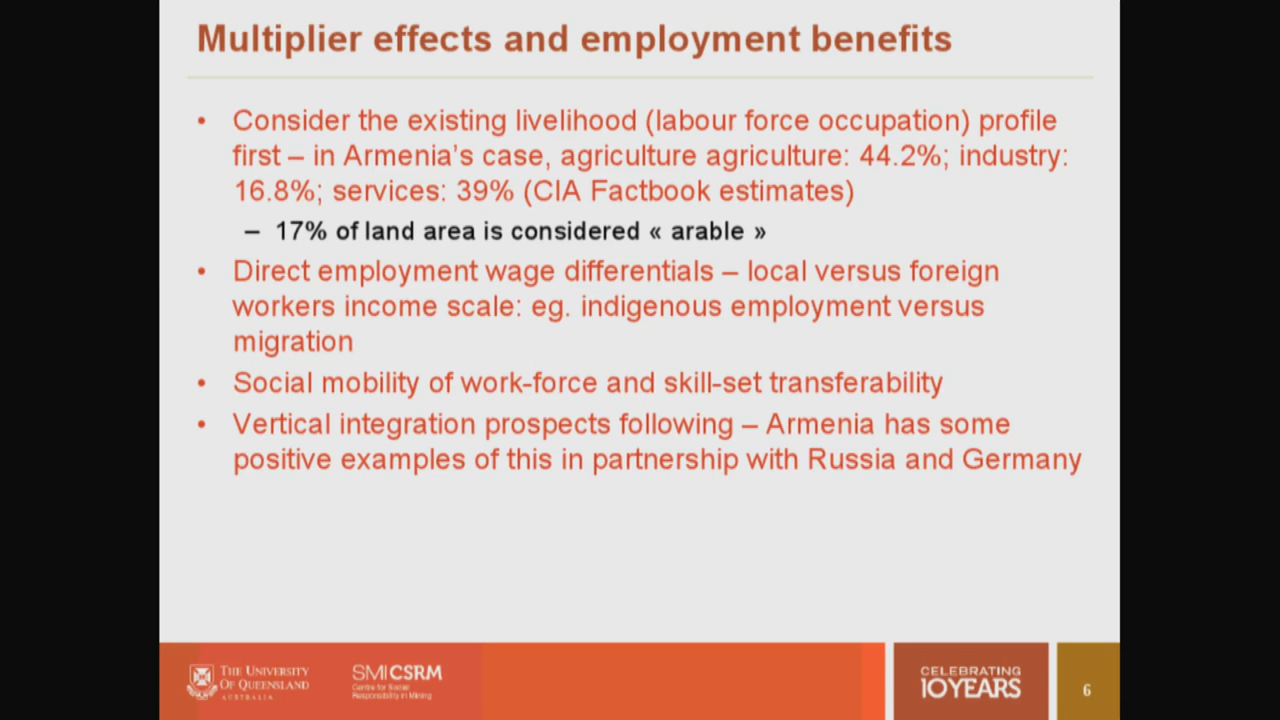 Multiplier effects and employment benefits
• Consider the existing livelihood (labour force occupation) profile
first – in Armenia's case, agriculture agriculture: 44.2%; industry:
16.8%; services: 39% (CIA Factbook estimates)
– 17% of land area is considered « arable »
• Direct employment wage differentials – local versus foreign
workers income scale: eg. indigenous employment versus
migration
• Social mobility of work-force and skill-set transferability
• Vertical integration prospects following – Armenia has some
positive examples of this in partnership with Russia and Germany
THE UNIVERSITY
OF QUEENSLAND
AUSTRALIA
SMICSRM
Centre for Social
Responsibility in Mining
CELEBRATING
10YEARS
6